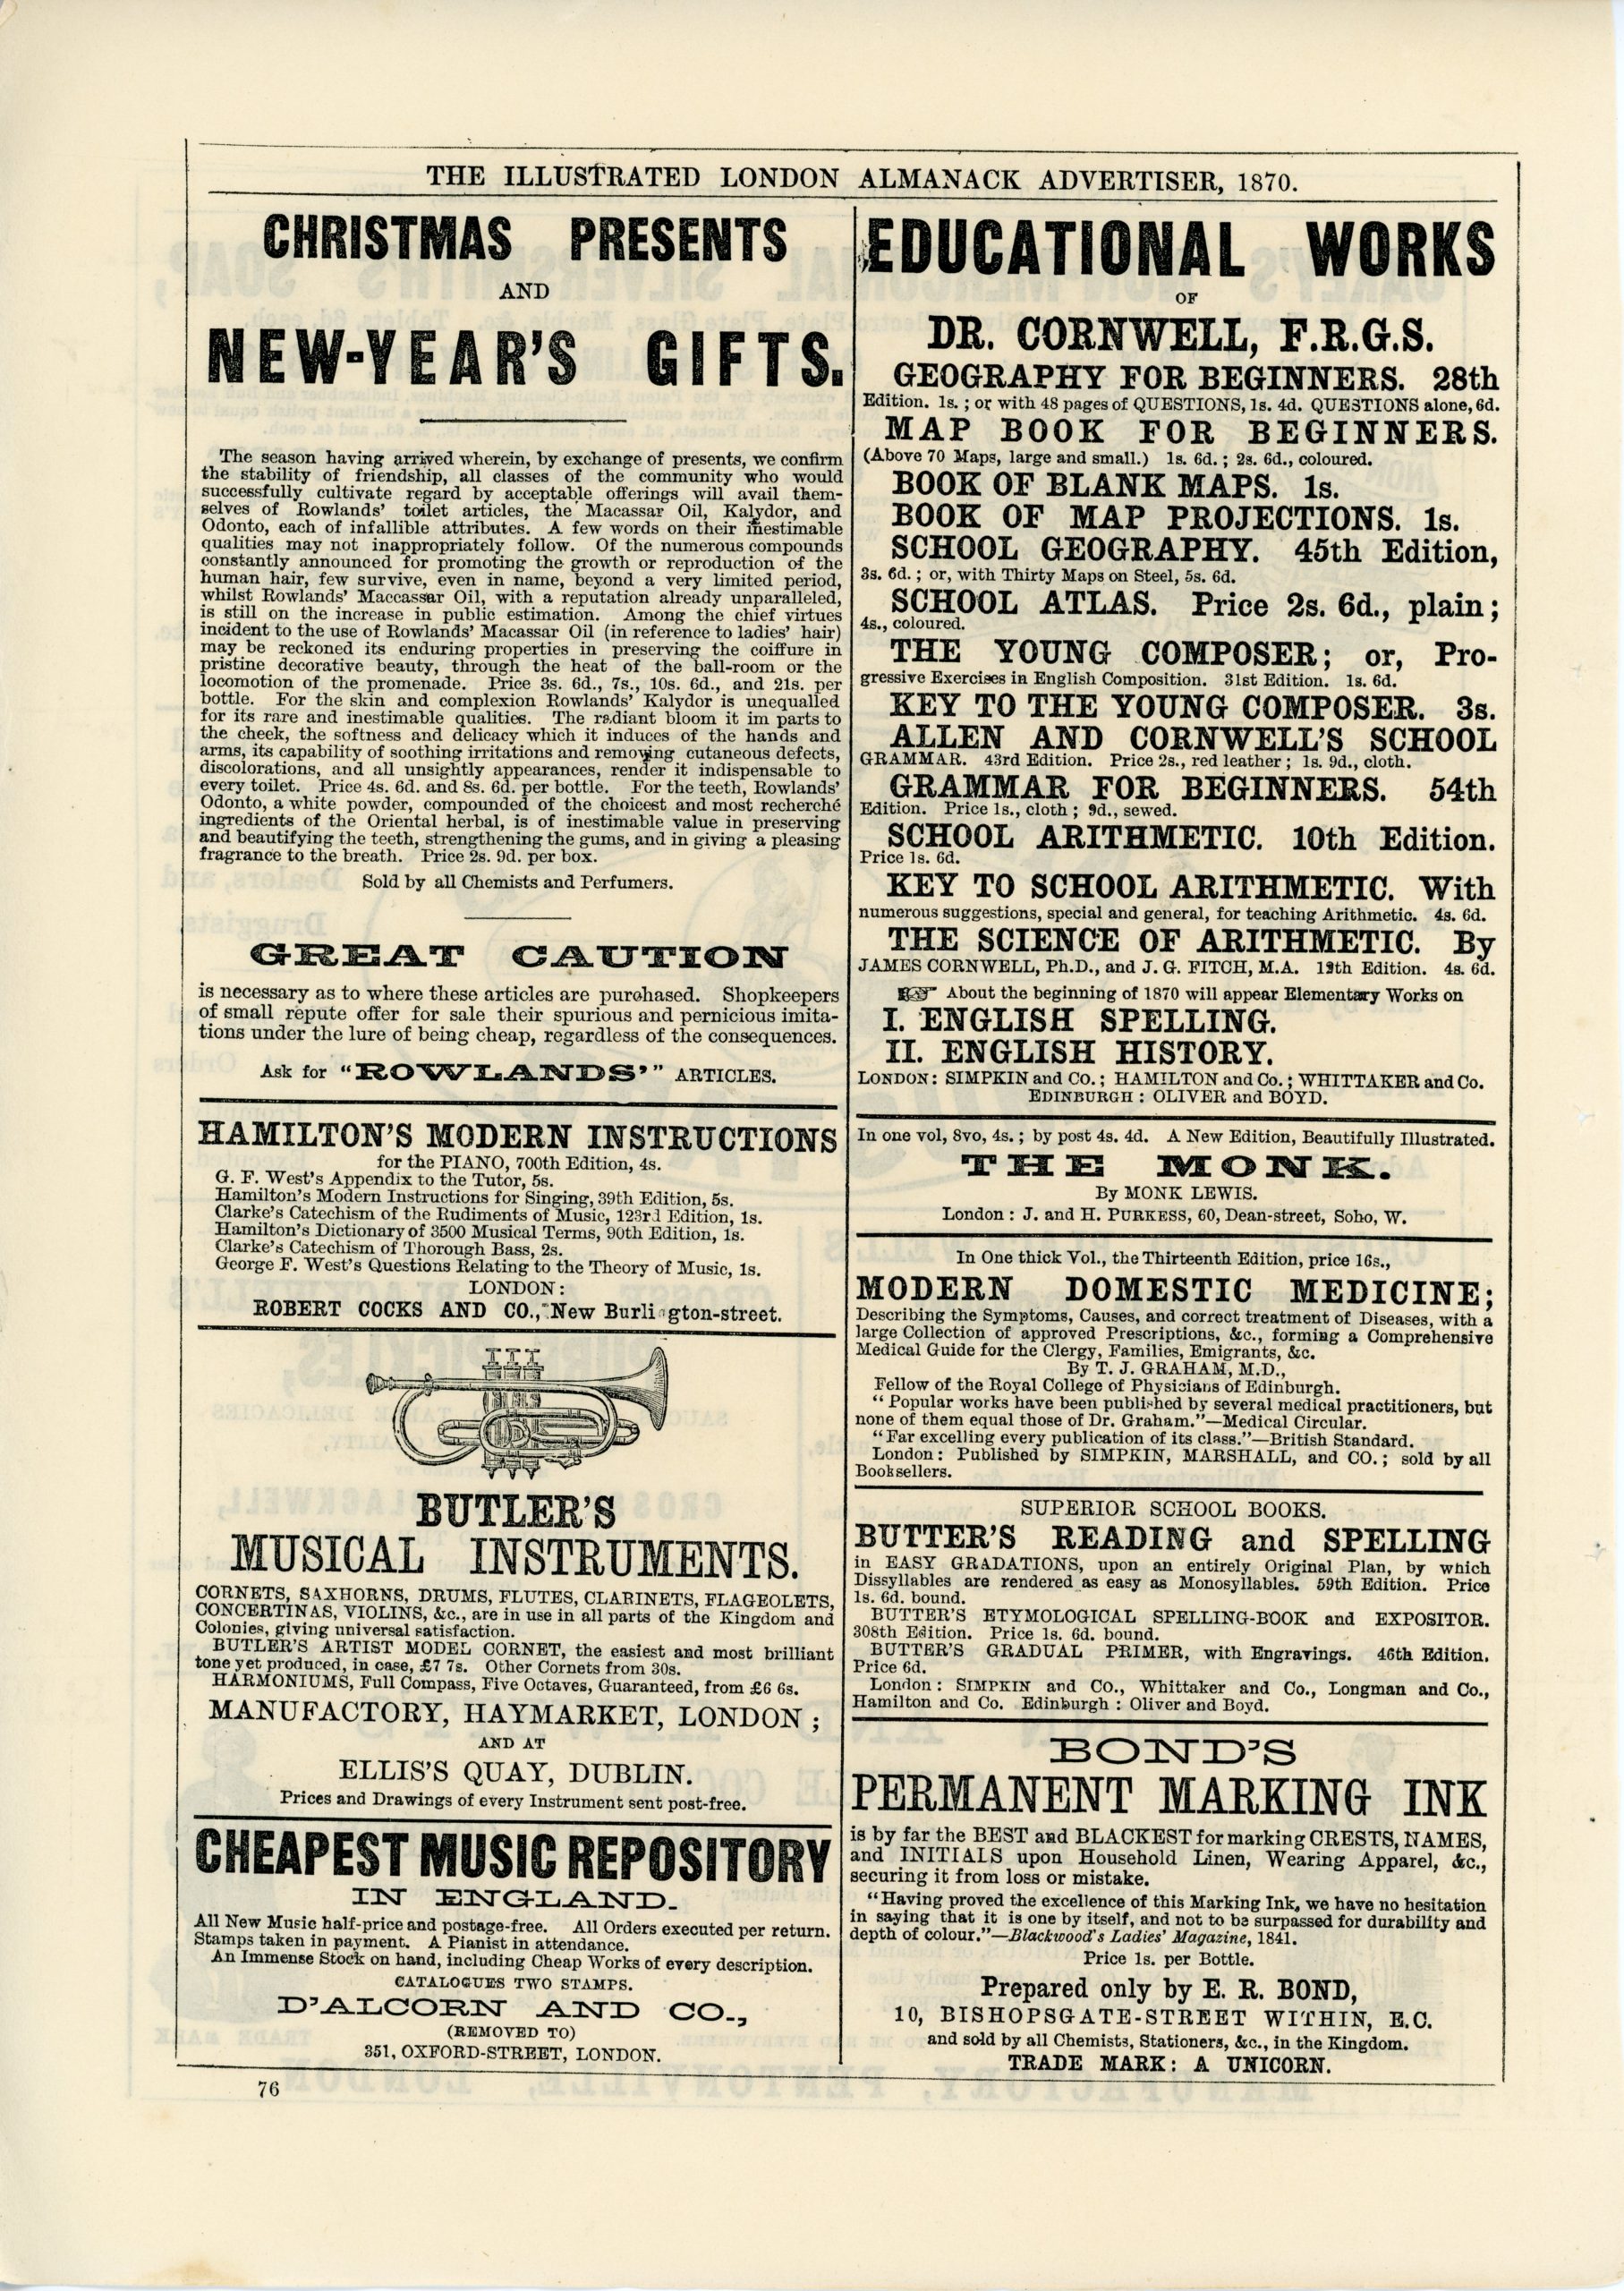 THE ILLUSTRATED LONDON ALMANACK ADVERTISER, 1870.
CHRISTMAS PRESENTS
AND
NEW-YEAR'S GIFTS.
The season having arrived wherein, by exchange of presents, we confirm
the stability of friendship, all classes of the community who would
successfully cultivate regard by acceptable offerings will avail them-
selves of Rowlands' toilet articles, the Macassar Oil, Kalydor, and
Odonto, each of infallible attributes. A few words on their inestimable
qualities may not inappropriately follow. Of the numerous compounds
constantly announced for promoting the growth or reproduction of the
human hair, few survive, even in name, beyond a very limited period,
whilst Rowlands' Maccassar Oil, with a reputation already unparalleled,
is still on the increase in public estimation. Among the chief virtues
incident to the use of Rowlands' Macassar Oil (in reference to ladies' hair)
may be reckoned its enduring properties in preserving the coiffure in
pristine decorative beauty, through the heat of the ball-room or the
locomotion of the promenade. Price 3s. 6d., 7s., 10s. 6d., and 21s. per
bottle. For the skin and complexion Rowlands' Kalydor is unequalled
for its rare and inestimable qualities. The radiant bloom it im parts to
the cheek, the softness and delicacy which it induces of the hands and
arms, its capability of soothing irritations and removing cutaneous defects,
discolorations, and all unsightly appearances, render it indispensable to
every toilet. Price 4s. 6d. and 8s. 6d. per bottle. For the teeth, Rowlands'
Odonto, a white powder, compounded of the choicest and most recherché
ingredients of the Oriental herbal, is of inestimable value in preserving
and beautifying the teeth, strengthening the gums, and in giving a pleasing
fragrance to the breath. Price 2s. 9d. per box.
Sold by all Chemists and Perfumers.
GREAT CAUTION
is necessary as to where these articles are purchased. Shopkeepers
of small repute offer for sale their spurious and pernicious imita-
tions under the lure of being cheap, regardless of the consequences.
Ask for "ROWLANDS'" ARTICLES.
HAMILTON'S MODERN INSTRUCTIONS
for the PIANO, 700th Edition, 4s.
G. F. West's Appendix to the Tutor, 5s.
Hamilton's Modern Instructions for Singing, 39th Edition, 5s.
Clarke's Catechism of the Rudiments of Music, 123rd Edition, 1s.
Hamilton's Dictionary of 3500 Musical Terms, 90th Edition, 1s.
Clarke's Catechism of Thorough Bass, 2s.
George F. West's Questions Relating to the Theory of Music, 1s.
LONDON:
ROBERT COCKS AND CO., New Burli gton-street.
BUTLER'S
MUSICAL INSTRUMENTS.
CORNETS, SAXHORNS, DRUMS, FLUTES, CLARINETS, FLAGEOLETS,
CONCERTINAS, VIOLINS, &c., are in use in all parts of the Kingdom and
Colonies, giving universal satisfaction.
BUTLER'S ARTIST MODEL CORNET, the easiest and most brilliant
tone yet produced, in case, £7 7s. Other Cornets from 30s.
HARMONIUMS, Full Compass, Five Octaves, Guaranteed, from £6 6s.
MANUFACTORY, HAYMARKET, LONDON;
AND AT
ELLIS'S QUAY, DUBLIN.
Prices and Drawings of every Instrument sent post-free.
CHEAPEST MUSIC REPOSITORY
IN ENGLAND.
All New Music half-price and postage-free. All Orders executed per return.
Stamps taken in payment. A Pianist in attendance.
An Immense Stock on hand, including Cheap Works of every description.
CATALOGUES TWO STAMPS.
D'ALCORN AND CO.,
(REMOVED TO)
351, OXFORD-STREET, LONDON.
76
EDUCATIONAL WORKS
OF
DR. CORNWELL, F.R.G.S.
GEOGRAPHY FOR BEGINNERS. 28th
Edition. 1s.; or with 48 pages of QUESTIONS, 1s. 4d. QUESTIONS alone, 6d.
MAP BOOK FOR BEGINNERS.
(Above 70 Maps, large and small.) 1s. 6d.; 2s. 6d., coloured.
BOOK OF BLANK MAPS. 1s.
BOOK OF MAP PROJECTIONS. 1s.
SCHOOL GEOGRAPHY. 45th Edition,
3s. 6d.; or, with Thirty Maps on Steel, 5s. 6d.
SCHOOL ATLAS. Price 2s. 6d., plain;
4s., coloured.
THE YOUNG COMPOSER; or, Pro-
gressive Exercises in English Composition. 31st Edition. 1s. 6d.
KEY TO THE YOUNG COMPOSER. 3s.
ALLEN AND CORNWELL'S SCHOOL
GRAMMAR. 43rd Edition. Price 2s., red leather; 1s. 9d., cloth.
GRAMMAR FOR BEGINNERS. 54th
Edition. Price 1s., cloth; 9d., sewed.
SCHOOL ARITHMETIC. 10th Edition.
Price 1s. 6d.
KEY TO SCHOOL ARITHMETIC. With
numerous suggestions, special and general, for teaching Arithmetic. 4s. 6d.
THE SCIENCE OF ARITHMETIC. By
JAMES CORNWELL, Ph.D., and J. G. FITCH, M.A. 13th Edition. 4s. 6d.
☞ About the beginning of 1870 will appear Elementary Works on
I. ENGLISH SPELLING.
II. ENGLISH HISTORY.
LONDON: SIMPKIN and Co.; HAMILTON and Co.; WHITTAKER and Co.
EDINBURGH: OLIVER and BOYD.
In one vol, 8vo, 4s.; by post 4s. 4d. A New Edition, Beautifully Illustrated.
THE MONK.
By MONK LEWIS.
London: J. and H. PURKESS, 60, Dean-street, Soho, W.
In One thick Vol., the Thirteenth Edition, price 16s.,
MODERN DOMESTIC MEDICINE;
Describing the Symptoms, Causes, and correct treatment of Diseases, with a
large Collection of approved Prescriptions, &c., forming a Comprehensive
Medical Guide for the Clergy, Families, Emigrants, &c.
By T. J. GRAHAM, M.D.,
Fellow of the Royal College of Physicians of Edinburgh.
"Popular works have been published by several medical practitioners, but
none of them equal those of Dr. Graham."—Medical Circular.
"Far excelling every publication of its class."—British Standard.
London: Published by SIMPKIN, MARSHALL, and CO.; sold by all
Booksellers.
SUPERIOR SCHOOL BOOKS.
BUTTER'S READING and SPELLING
in EASY GRADATIONS, upon an entirely Original Plan, by which
Dissyllables are rendered as easy as Monosyllables. 59th Edition. Price
1s. 6d. bound.
BUTTER'S ETYMOLOGICAL SPELLING-BOOK and EXPOSITOR.
308th Edition. Price 1s. 6d. bound.
BUTTER'S GRADUAL PRIMER, with Engravings. 46th Edition.
Price 6d.
London: SIMPKIN and Co., Whittaker and Co., Longman and Co.,
Hamilton and Co. Edinburgh: Oliver and Boyd.
BOND'S
PERMANENT MARKING INK
is by far the BEST and BLACKEST for marking CRESTS, NAMES,
and INITIALS upon Household Linen, Wearing Apparel, &c.,
securing it from loss or mistake.
"Having proved the excellence of this Marking Ink, we have no hesitation
in saying that it is one by itself, and not to be surpassed for durability and
depth of colour."—Blackwood's Ladies' Magazine, 1841.
Price 1s. per Bottle.
Prepared only by E. R. BOND,
10, BISHOPSGATE-STREET WITHIN, E.C.
and sold by all Chemists, Stationers, &c., in the Kingdom.
TRADE MARK: A UNICORN.